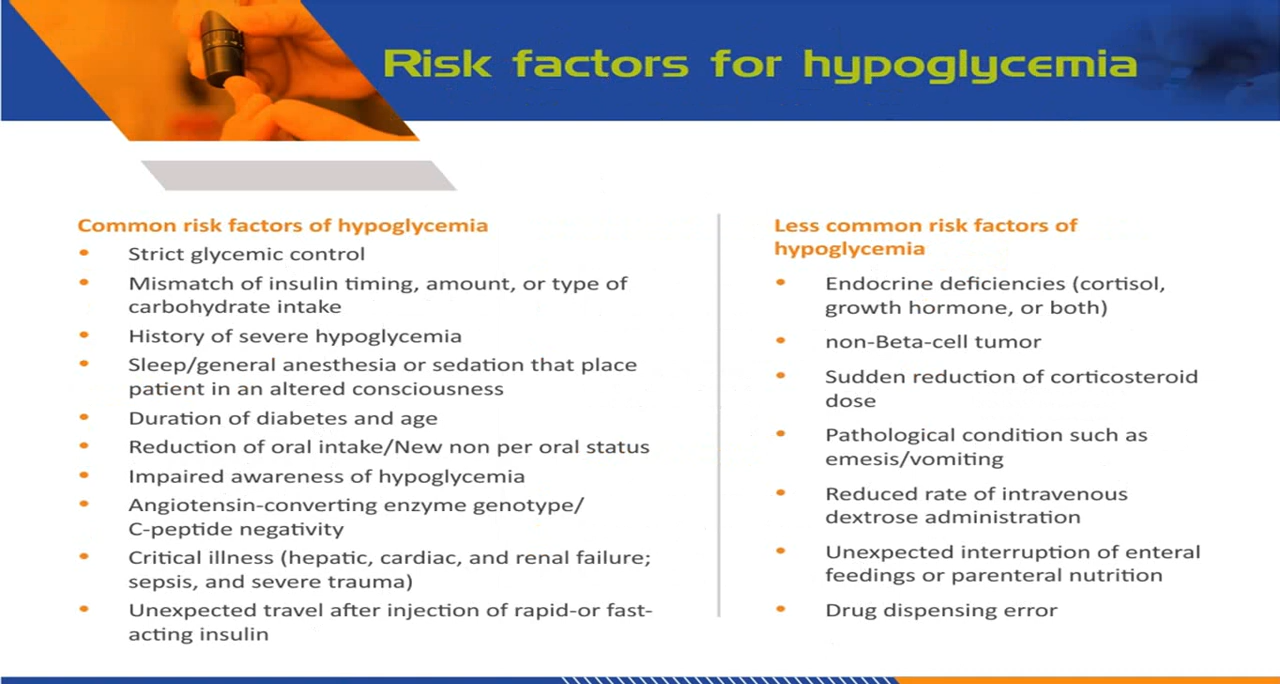 Risk factors for hypoglycemia
Common risk factors of hypoglycemia
• Strict glycemic control
• Mismatch of insulin timing, amount, or type of
carbohydrate intake
• History of severe hypoglycemia
• Sleep/general anesthesia or sedation that place
patient in an altered consciousness
• Duration of diabetes and age
• Reduction of oral intake/New non per oral status
• Impaired awareness of hypoglycemia
• Angiotensin-converting enzyme genotype/
C-peptide negativity
• Critical illness (hepatic, cardiac, and renal failure;
sepsis, and severe trauma)
• Unexpected travel after injection of rapid-or fast-
acting insulin
Less common risk factors of
hypoglycemia
• Endocrine deficiencies (cortisol,
growth hormone, or both)
• non-Beta-cell tumor
• Sudden reduction of corticosteroid
dose
• Pathological condition such as
emesis/vomiting
• Reduced rate of intravenous
dextrose administration
• Unexpected interruption of enteral
feedings or parenteral nutrition
• Drug dispensing error